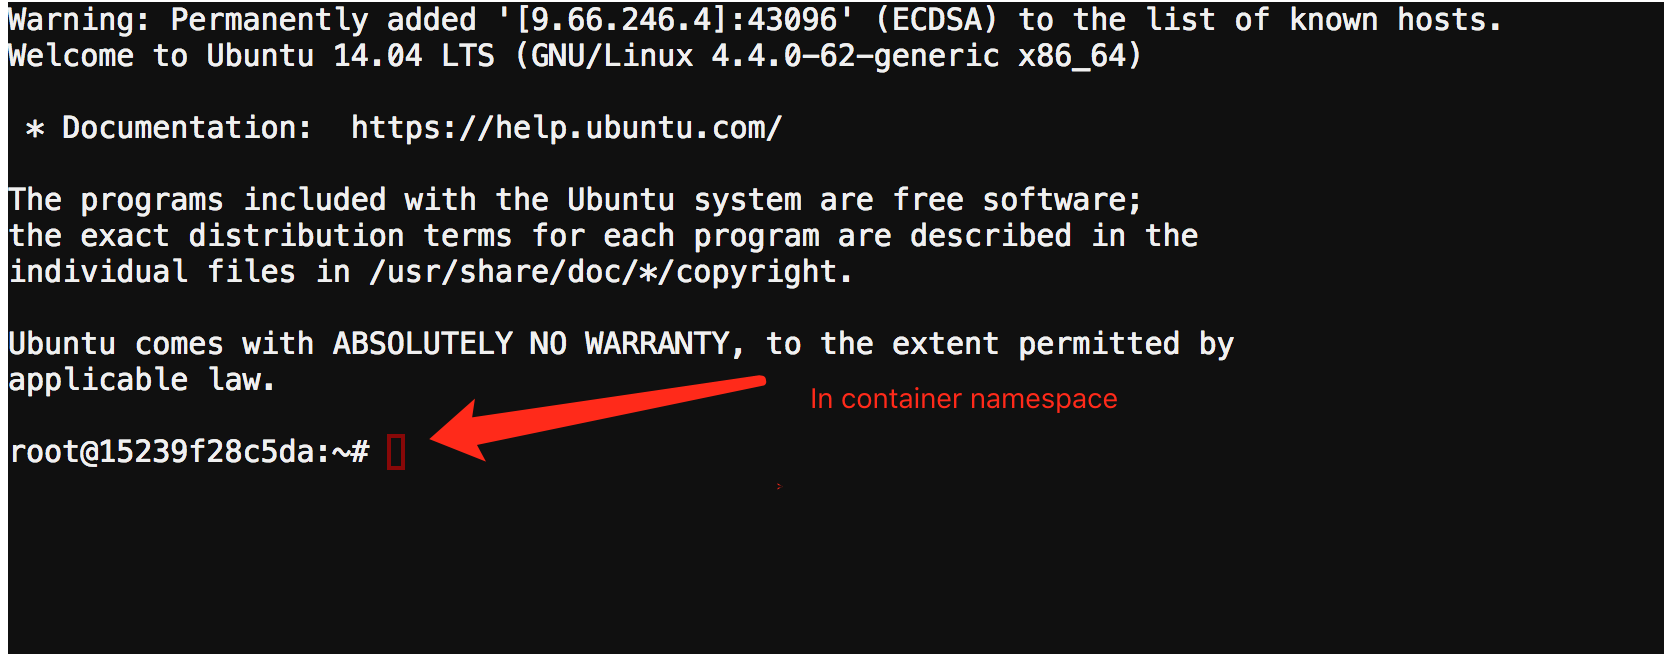 Warning: Permanently added '[9.66.246.4]:43096' (ECDSA) to the list of known hosts.
Welcome to Ubuntu 14.04 LTS (GNU/Linux 4.4.0-62-generic x86_64)
* Documentation:  https://help.ubuntu.com/
The programs included with the Ubuntu system are free software;
the exact distribution terms for each program are described in the
individual files in /usr/share/doc/*/copyright.
Ubuntu comes with ABSOLUTELY NO WARRANTY, to the extent permitted by
applicable law.
In container namespace
root@15239f28c5da:~#